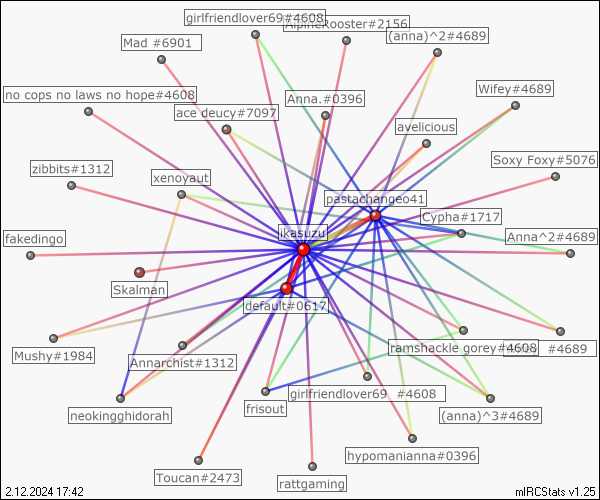 girlfriendlover69#4608
AlpineRooster#2156
Mad #6901
(anna)^2#4689
no cops no laws no hope#4608
Wifey#4689
ace deucy#7097
Anna.#0396
avelicious
Soxy Foxy#5076
zibbits#1312
xenoyaut
pastachangeo41
ikasuzu
Cypha#1717
fakedingo
Anna^2#4689
Skalman
default#0617
Mushy#1984
Annarchist#1312
ramshackle gorey#4608
#4689
neokingghidorah
frisout
girlfriendlover69 #4608
(anna)^3#4689
hypomanianna#0396
Toucan#2473
rattgaming
2.12.2024 17:42
mIRCStats v1.25